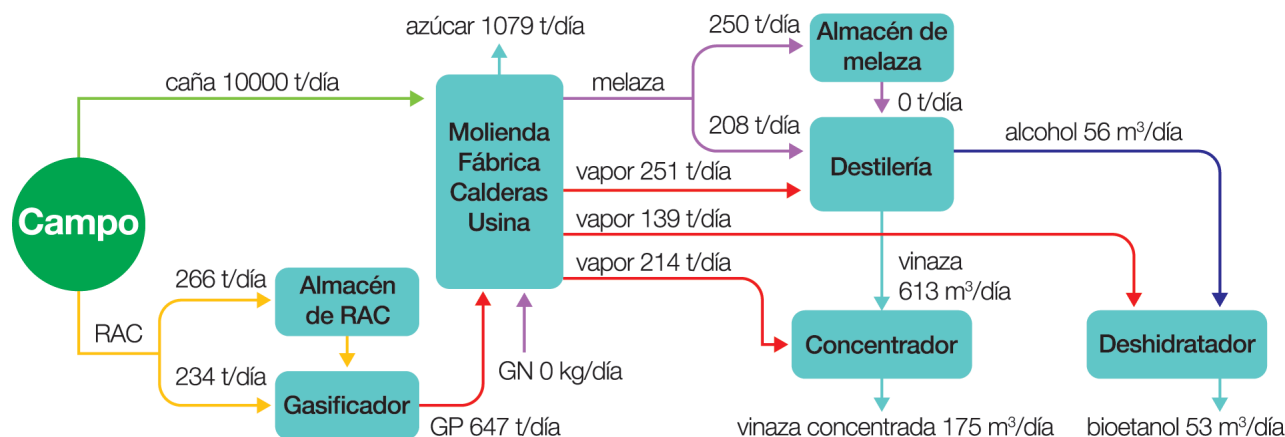 azúcar 1079 t/día
250 t/día
Almacén de
melaza
caña 10000 t/día
melaza
0 t/día
Molienda
Fábrica
Calderas
Usina
208 t/día
alcohol 56 m³/día
vapor 251 t/día
Destilería
Campo
vapor 139 t/día
266 t/día
Almacén
de RAC
vapor 214 t/día
vinaza
613 m³/día
RAC
Concentrador
Deshidratador
234 t/día
GN 0 kg/día
Gasificador
GP 647 t/día
vinaza concentrada 175 m³/día
bioetanol 53 m³/día